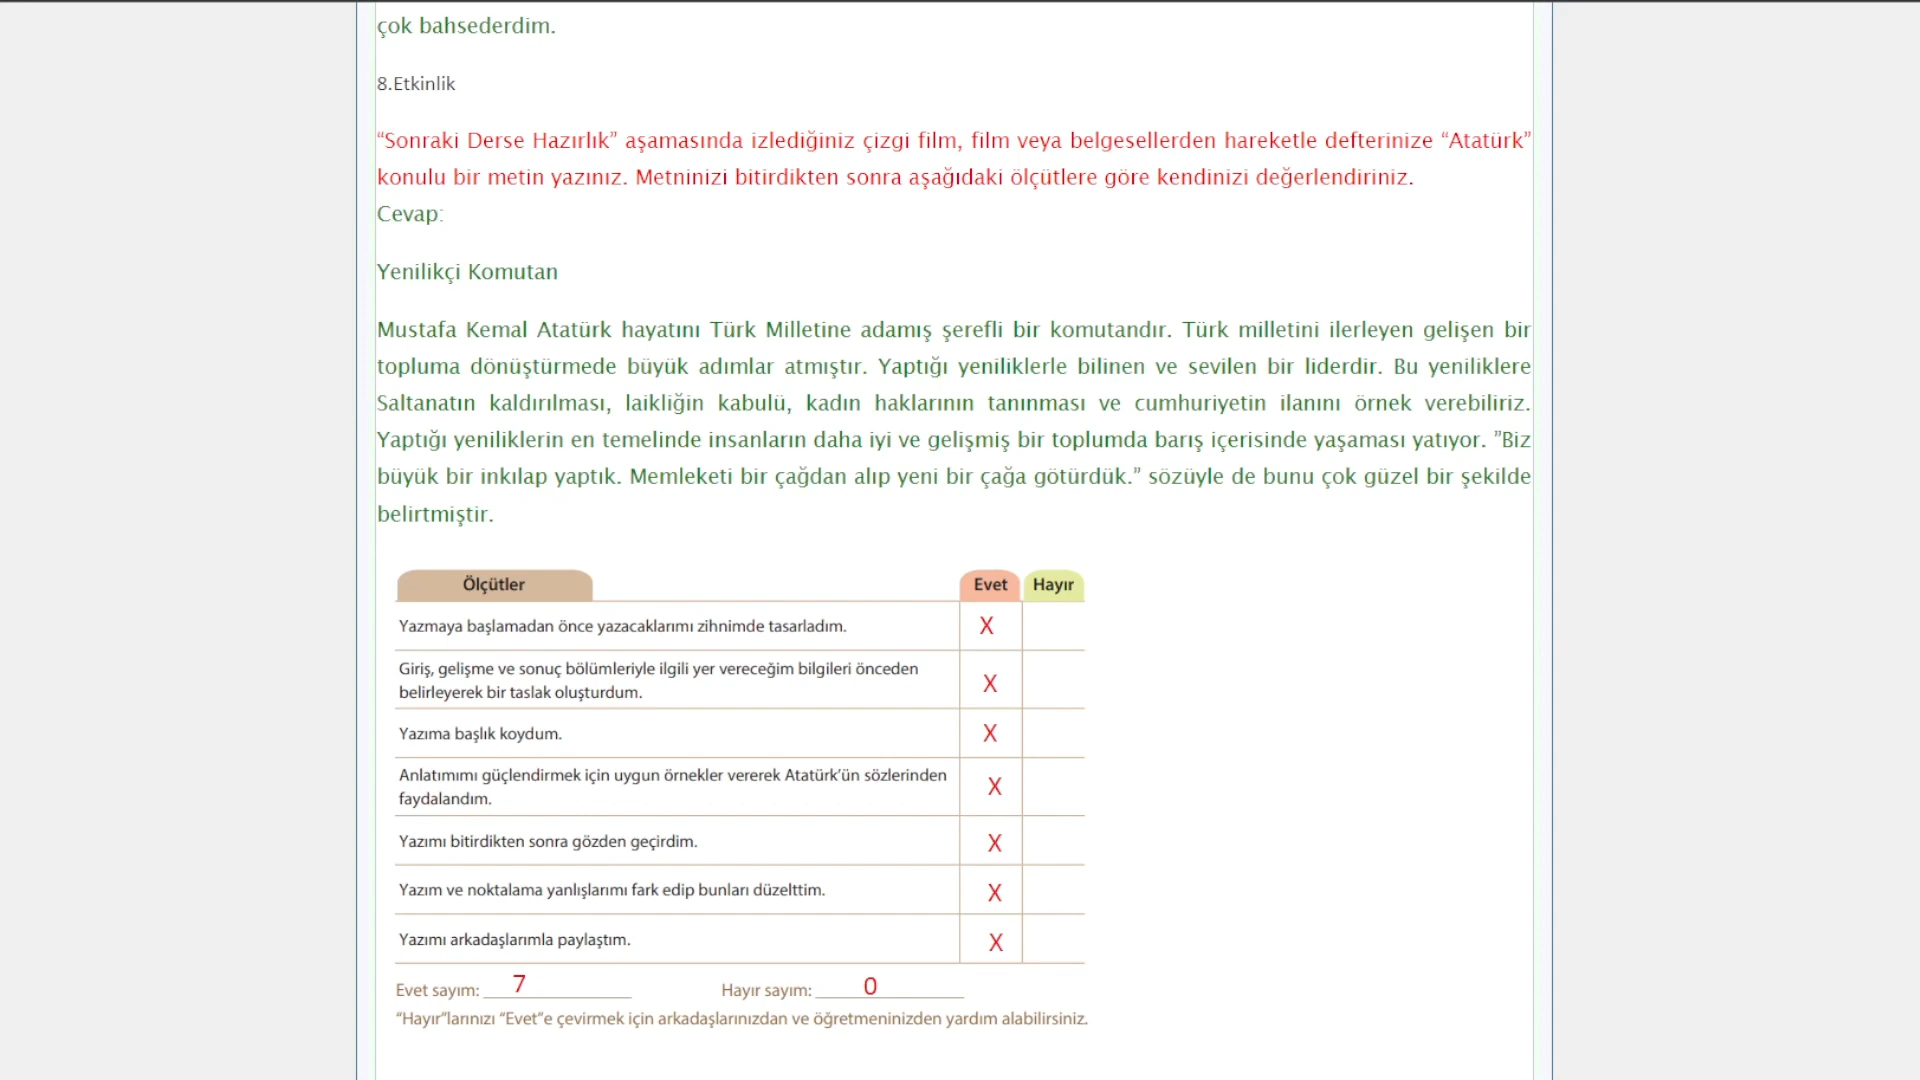 çok bahsederdim.
8.Etkinlik
“Sonraki Derse Hazırlık” aşamasında izlediğiniz çizgi film, film veya belgesellerden hareketle defterinize “Atatürk”
konulu bir metin yazınız. Metninizi bitirdikten sonra aşağıdaki ölçütlere göre kendinizi değerlendiriniz.
Cevap:
Yenilikçi Komutan
Mustafa Kemal Atatürk hayatını Türk Milletine adamış şerefli bir komutandır. Türk milletini ilerleyen gelişen bir
topluma dönüştürmede büyük adımlar atmıştır. Yaptığı yeniliklerle bilinen ve sevilen bir liderdir. Bu yeniliklere
Saltanatın kaldırılması, laikliğin kabulü, kadın haklarının tanınması ve cumhuriyetin ilanını örnek verebiliriz.
Yaptığı yeniliklerin en temelinde insanların daha iyi ve gelişmiş bir toplumda barış içerisinde yaşaması yatıyor. ”Biz
büyük bir inkılap yaptık. Memleketi bir çağdan alıp yeni bir çağa götürdük.” sözüyle de bunu çok güzel bir şekilde
belirtmiştir.
Ölçütler Evet Hayır
Yazmaya başlamadan önce yazacaklarımı zihnimde tasarladım. X
Giriş, gelişme ve sonuç bölümleriyle ilgili yer vereceğim bilgileri önceden
belirleyerek bir taslak oluşturdum. X
Yazıma başlık koydum. X
Anlatımımı güçlendirmek için uygun örnekler vererek Atatürk’ün sözlerinden
faydalandım. X
Yazımı bitirdikten sonra gözden geçirdim. X
Yazım ve noktalama yanlışlarımı fark edip bunları düzelttim. X
Yazımı arkadaşlarımla paylaştım. X
Evet sayım: 7 Hayır sayım: 0
“Hayır”larınızı “Evet”e çevirmek için arkadaşlarınızdan ve öğretmeninizden yardım alabilirsiniz.